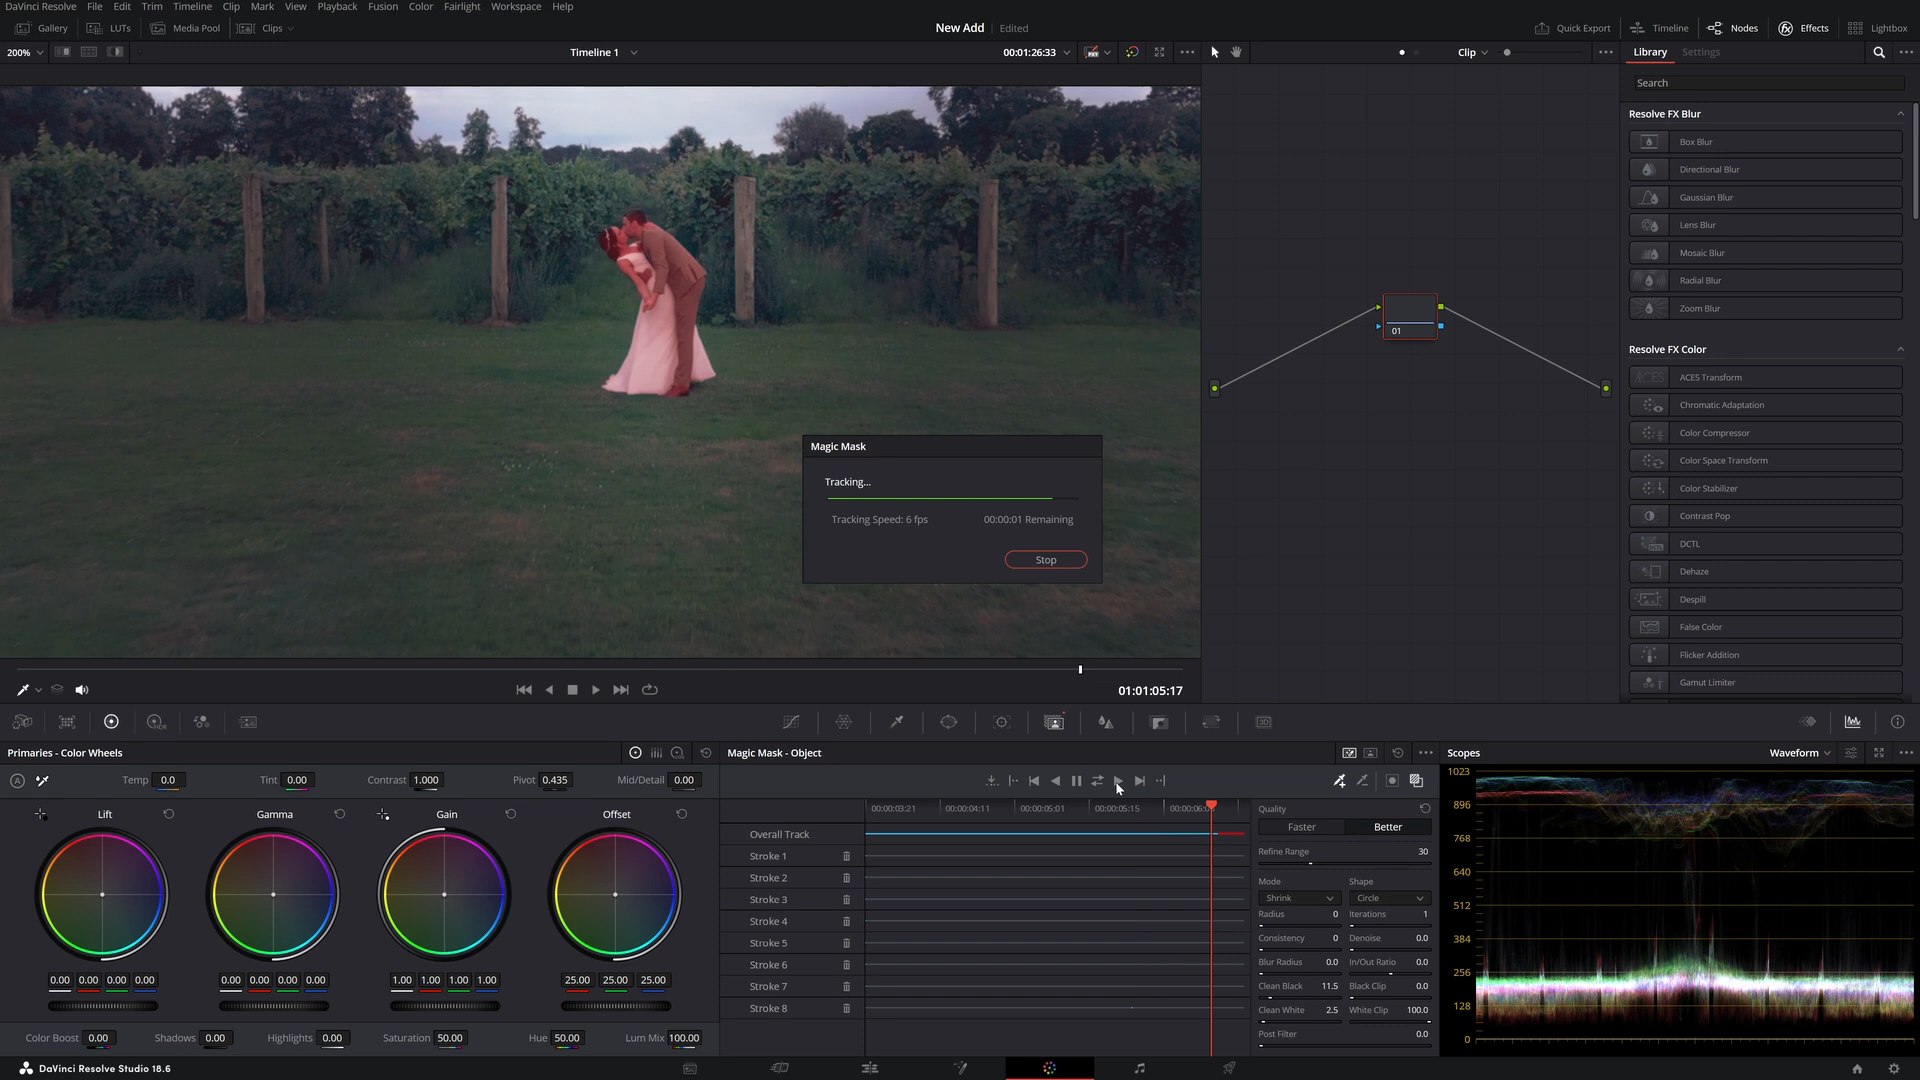 DaVinci Resolve File Edit Trim Timeline Clip Mark View Playback Fusion Color Fairlight Workspace Help
Gallery LUTs Media Pool Clips New Add Edited Quick Export Timeline Nodes Effects Lightbox
200% Timeline 1 00:01:26:33 Clip Library Settings
Search
Resolve FX Blur
Box Blur
Directional Blur
Gaussian Blur
Lens Blur
Mosaic Blur
Radial Blur
Zoom Blur
01
Resolve FX Color
ACES Transform
Chromatic Adaptation
Color Compressor
Color Space Transform
Color Stabilizer
Contrast Pop
DCTL
Dehaze
Despill
False Color
Flicker Addition
Gamut Limiter
Magic Mask
Tracking...
Tracking Speed: 6 fps 00:00:01 Remaining
Stop
01:01:05:17
Primaries - Color Wheels
Temp 0.0 Tint 0.00 Contrast 1.000 Pivot 0.435 Mid/Detail 0.00
Lift Gamma Gain Offset
0.00 0.00 0.00 0.00 0.00 0.00 0.00 0.00 1.00 1.00 1.00 1.00 25.00 25.00 25.00
Color Boost 0.00 Shadows 0.00 Highlights 0.00 Saturation 50.00 Hue 50.00 Lum Mix 100.00
Magic Mask - Object
00:00:03:21 00:00:04:11 00:00:05:01 00:00:05:15
Overall Track
Stroke 1
Stroke 2
Stroke 3
Stroke 4
Stroke 5
Stroke 6
Stroke 7
Stroke 8
Quality
Faster Better
Refine Range 30
Mode Shape
Shrink Circle
Radius 0 Iterations 1
Consistency 0 Denoise 0.0
Blur Radius 0.0 In/Out Ratio 0.0
Clean Black 11.5 Black Clip 0.0
Clean White 2.5 White Clip 100.0
Post Filter 0.0
Scopes Waveform
1023
896
768
640
512
384
256
128
0
DaVinci Resolve Studio 18.6